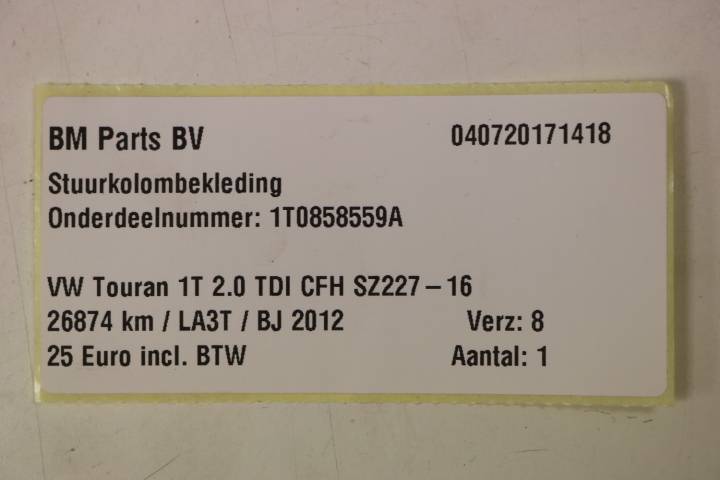 BM Parts BV 040720171418
Stuurkolombekleding
Onderdeelnummer: 1T0858559A
VW Touran 1T 2.0 TDI CFH SZ227-16
26874 km / LA3T / BJ 2012 Verz: 8
25 Euro incl. BTW Aantal: 1